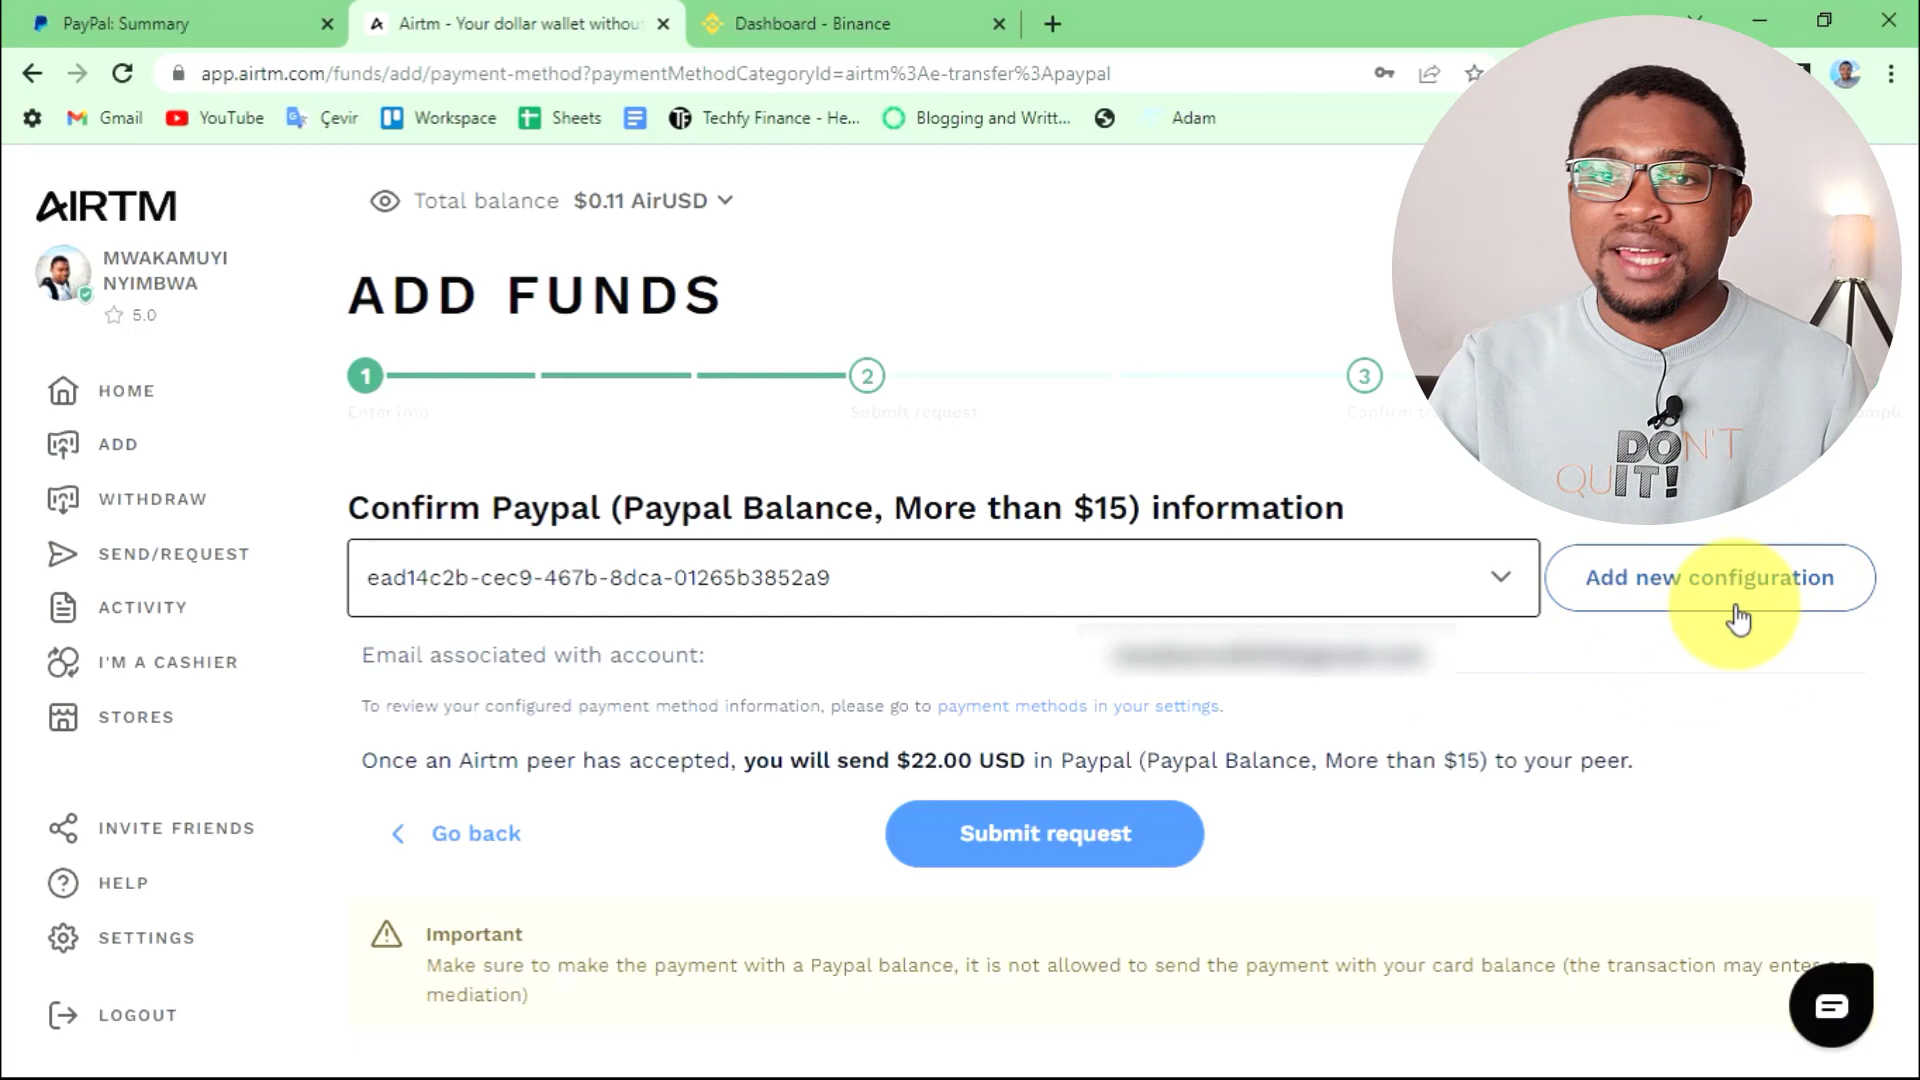 PayPal: Summary
Airtm - Your dollar wallet withou
Dashboard - Binance
app.airtm.com/funds/add/payment-method?paymentMethodCategoryId=airtm%3Ae-transfer%3Apaypal
Gmail
YouTube
Çevir
Workspace
Sheets
Techfy Finance - He...
Blogging and Writt...
Adam
AIRTM
MWAKAMUYI
NYIMBWA
5.0
HOME
ADD
WITHDRAW
SEND/REQUEST
ACTIVITY
I'M A CASHIER
STORES
INVITE FRIENDS
HELP
SETTINGS
LOGOUT
Total balance $0.11 AirUSD
ADD FUNDS
1
2
3
Enter info
Submit request
Confirm
DON'T
QUIT!
Confirm Paypal (Paypal Balance, More than $15) information
ead14c2b-cec9-467b-8dca-01265b3852a9
Add new configuration
Email associated with account:
To review your configured payment method information, please go to payment methods in your settings.
Once an Airtm peer has accepted, you will send $22.00 USD in Paypal (Paypal Balance, More than $15) to your peer.
Go back
Submit request
Important
Make sure to make the payment with a Paypal balance, it is not allowed to send the payment with your card balance (the transaction may enter
mediation)